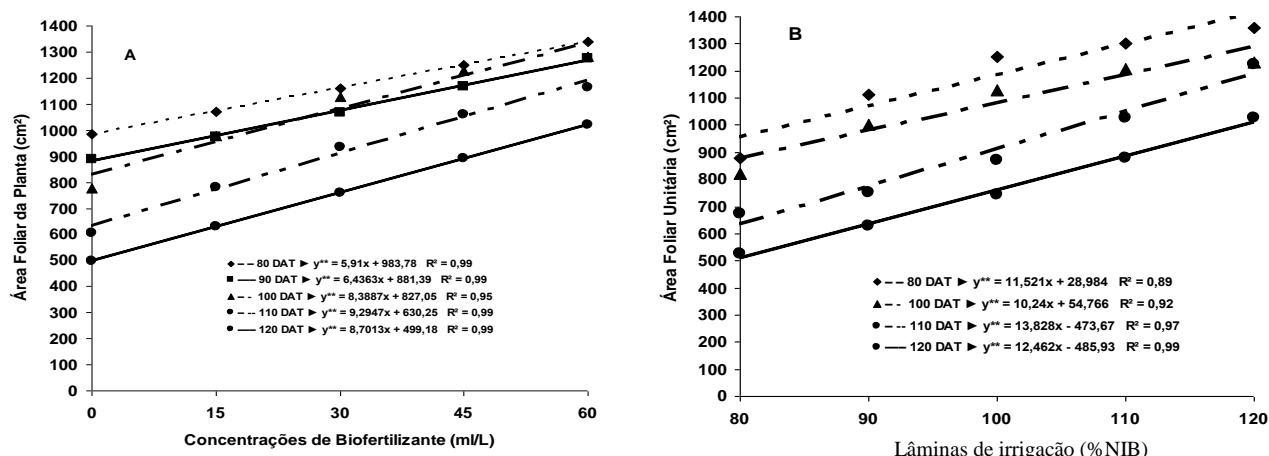 A
Área Foliar da Planta (cm²)
1400
1300
1200
1100
1000
900
800
700
600
500
400
300
200
100
0
80 DAT ► y** = 5,91x + 983,78 R² = 0,99
90 DAT ► y** = 6,4363x + 881,39 R² = 0,99
100 DAT ► y** = 8,3887x + 827,05 R² = 0,95
110 DAT ► y** = 9,2947x + 630,25 R² = 0,99
120 DAT ► y** = 8,7013x + 499,18 R² = 0,99
0 15 30 45 60
Concentrações de Biofertilizante (ml/L)
B
Área Foliar Unitária (cm²)
1400
1300
1200
1100
1000
900
800
700
600
500
400
300
200
100
0
80 DAT ► y** = 11,521x + 28,984 R² = 0,89
100 DAT ► y** = 10,24x + 54,766 R² = 0,92
110 DAT ► y** = 13,828x - 473,67 R² = 0,97
120 DAT ► y** = 12,462x - 485,93 R² = 0,99
80 90 100 110 120
Lâminas de irrigação (%NIB)